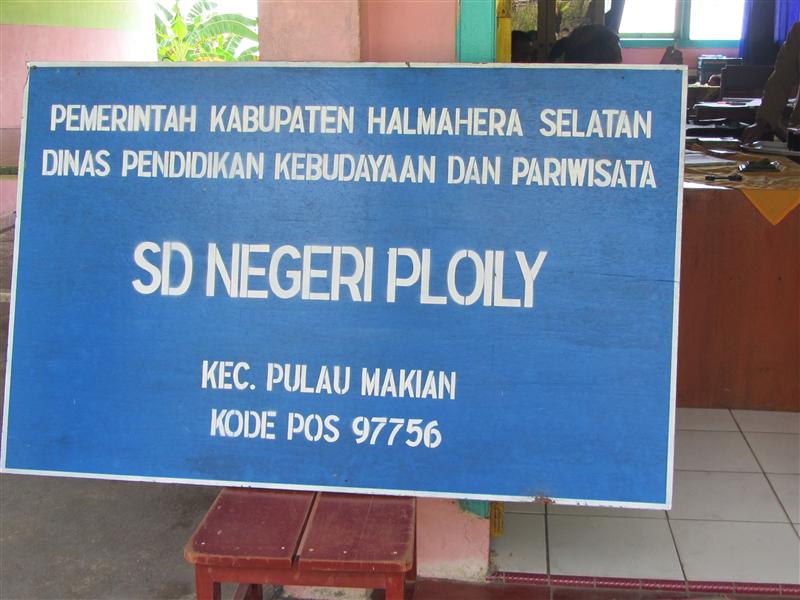 PEMERINTAH KABUPATEN HALMAHERA SELATAN
DINAS PENDIDIKAN KEBUDAYAAN DAN PARIWISATA
SD NEGERI PLOILY
KEC. PULAU MAKIAN
KODE POS 97756